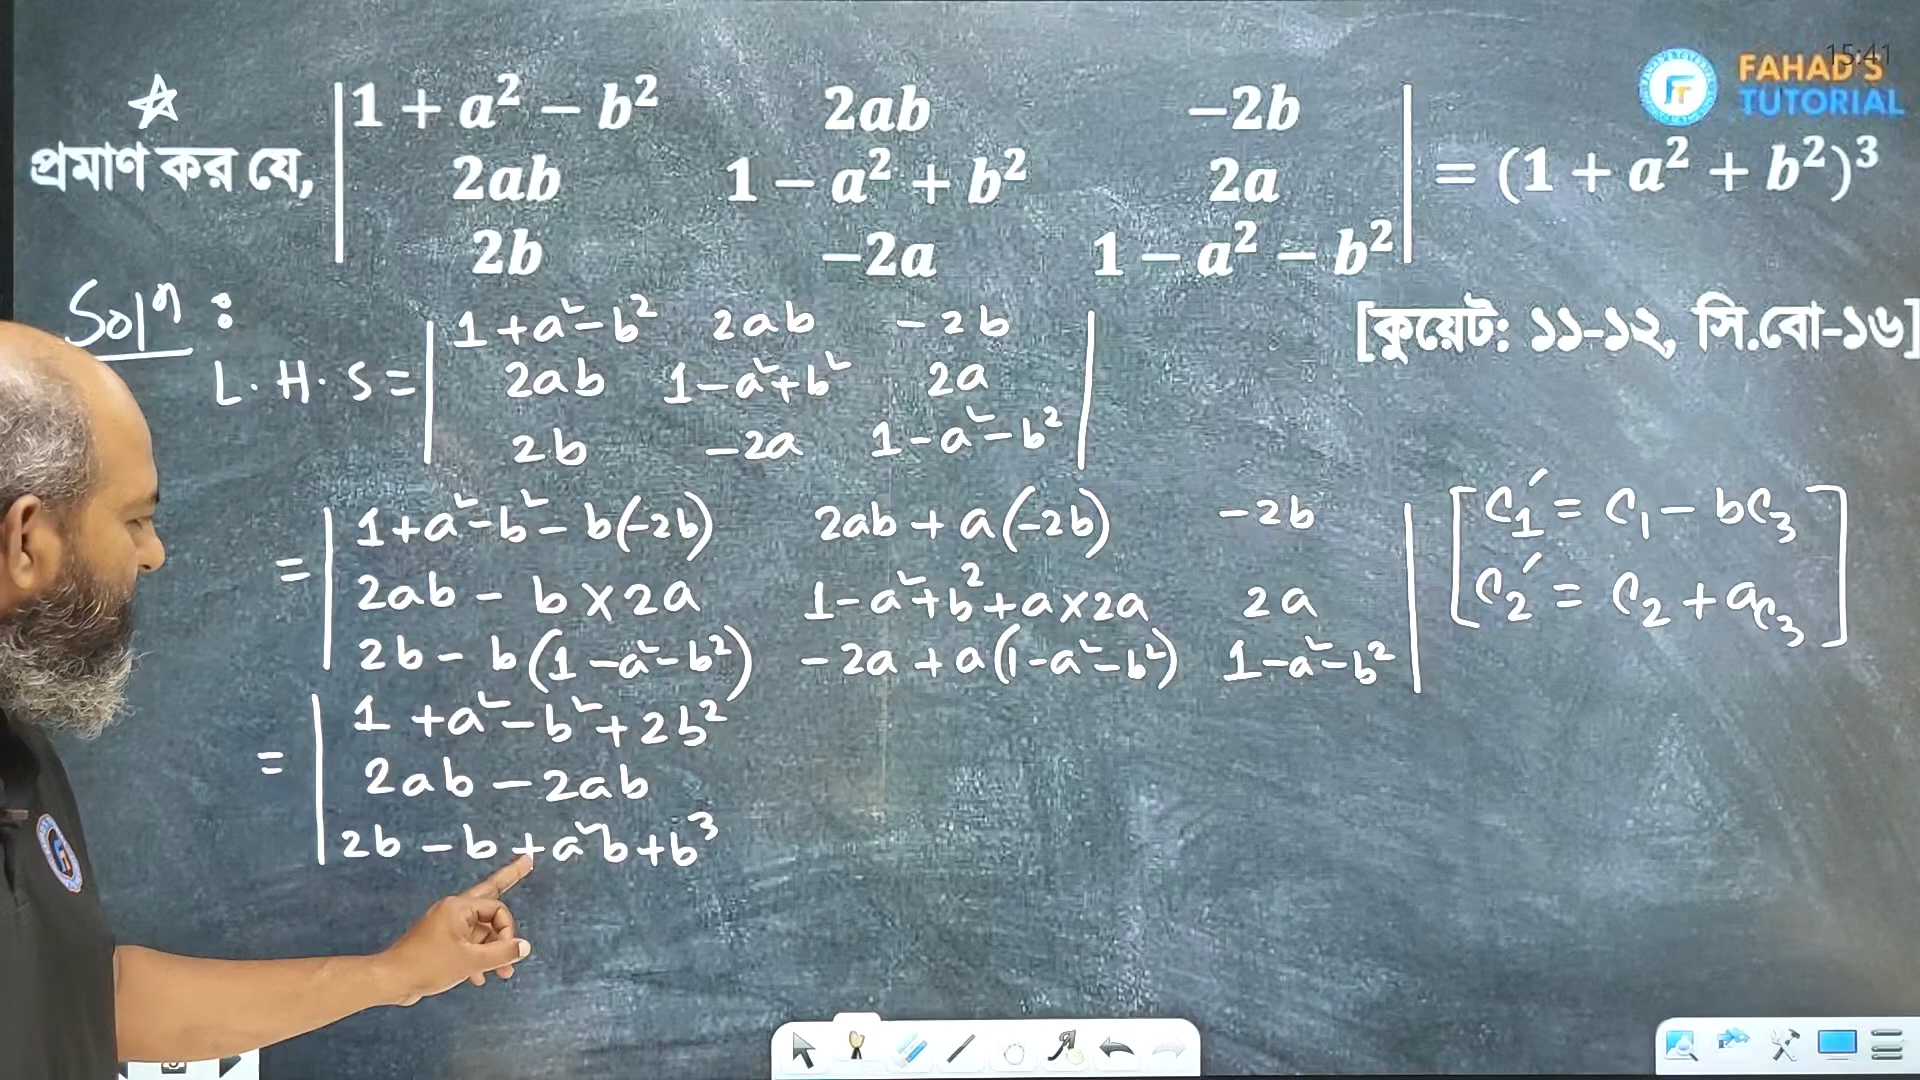 15:41
FAHAD'S
TUTORIAL
প্রমাণ কর যে,
|1 + a² − b² 2ab −2b|
|2ab 1 − a² + b² 2a| = (1 + a² + b²)³
|2b −2a 1 − a² − b²|
[কুয়েট: ১১-১২, সি.বো-১৬]
Solⁿ :
|1+a²-b² 2ab -2b|
L.H.S = |2ab 1-a²+b² 2a|
|2b -2a 1-a²-b²|
|1+a²-b²-b(-2b) 2ab+a(-2b) -2b| [c₁′ = c₁ - bc₃
= |2ab - b×2a 1-a²+b²+a×2a 2a| c₂′ = c₂ + ac₃]
|2b - b(1-a²-b²) -2a+a(1-a²-b²) 1-a²-b²|
|1 +a²-b²+2b²
= |2ab - 2ab
|2b - b + a²b + b³